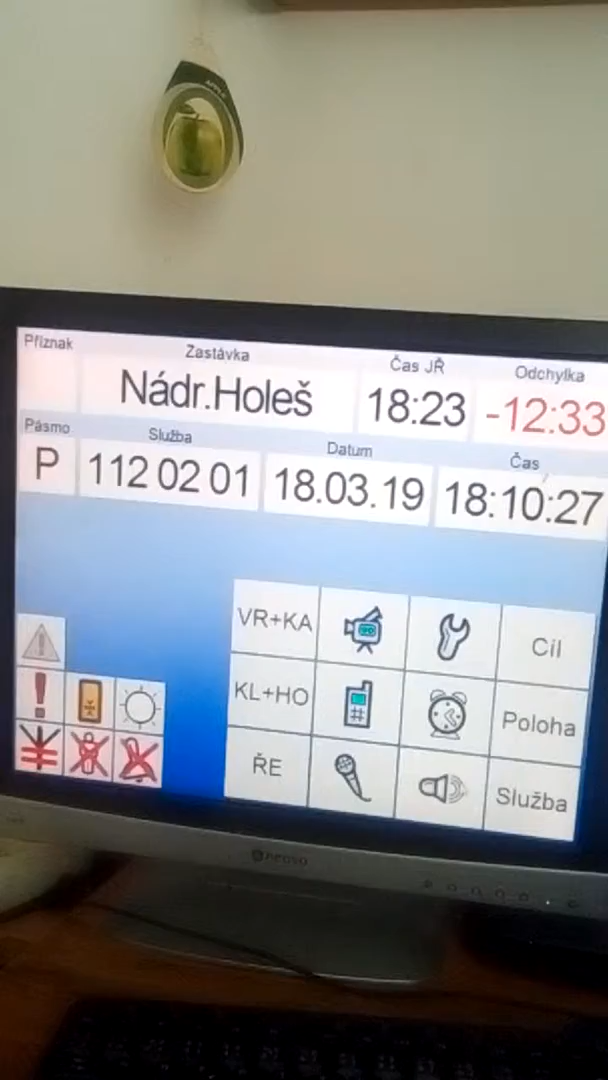 APPLE
Příznak Zastávka Čas JŘ Odchylka
Nádr.Holeš 18:23 -12:33
Pásmo Služba Datum Čas
P 112 02 01 18.03.19 18:10:27
VR+KA Cíl
KL+HO Poloha
ŘE Služba